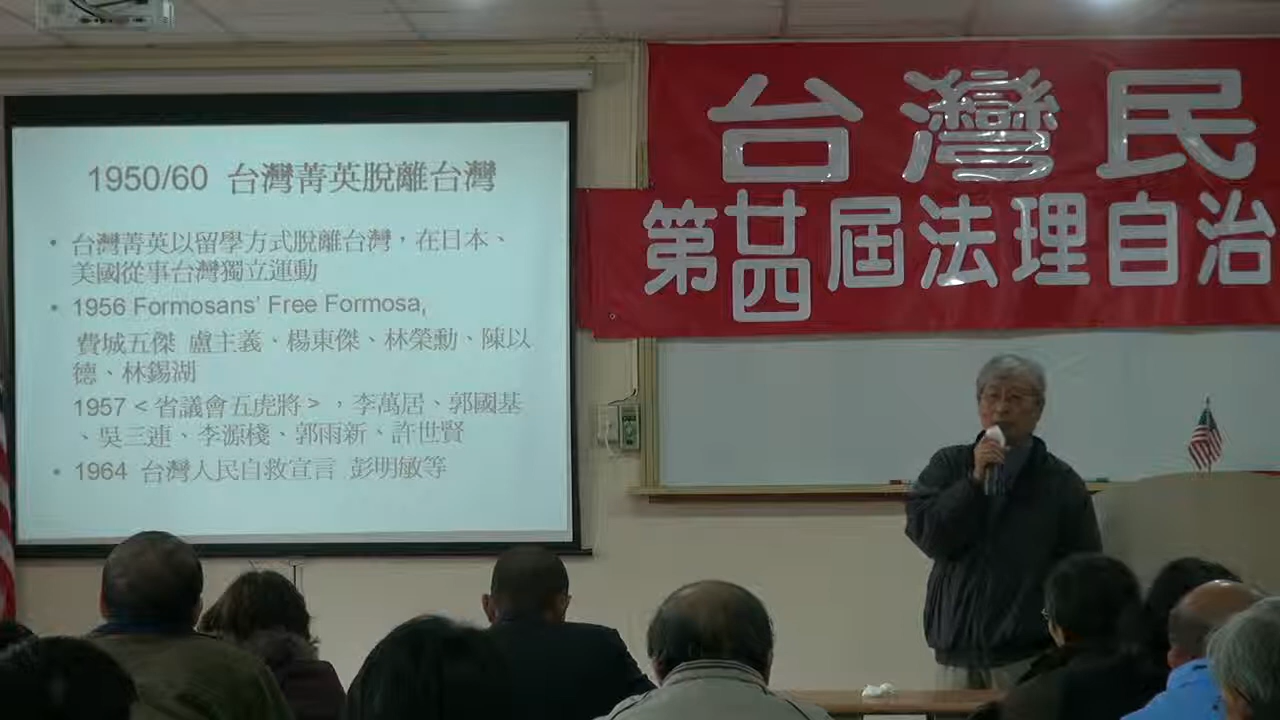 1950/60 台灣菁英脫離台灣
• 台灣菁英以留學方式脫離台灣，在日本、
美國從事台灣獨立運動
• 1956 Formosans' Free Formosa,
費城五傑 盧主義、楊東傑、林榮勳、陳以
德、林錫湖
1957 < 省議會五虎將 > ，李萬居、郭國基
、吳三連、李源棧、郭雨新、許世賢
• 1964 台灣人民自救宣言 彭明敏等
台灣民
第廿四屆法理自治